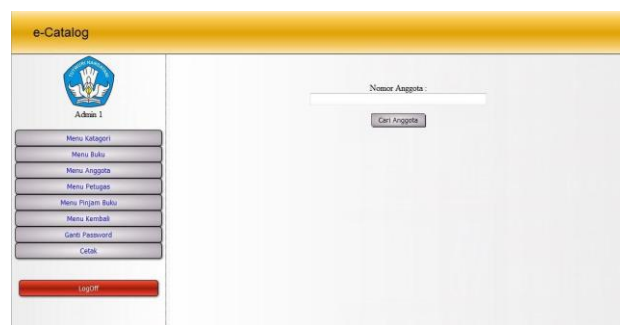 e-Catalog
Admin 1
Menu Katagori
Menu Buku
Menu Anggota
Menu Petugas
Menu Pinjam Buku
Menu Kembali
Ganti Password
Cetak
LogOff
Nomor Anggota :
Cari Anggota